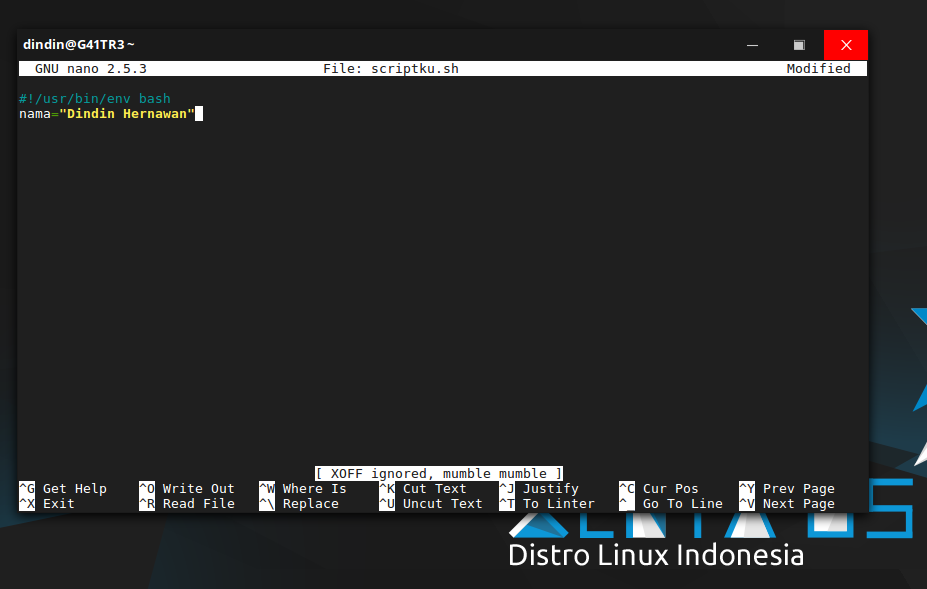 dindin@G41TR3 ~
GNU nano 2.5.3 File: scriptku.sh Modified
#!/usr/bin/env bash
nama="Dindin Hernawan"
[ XOFF ignored, mumble mumble ]
^G Get Help ^O Write Out ^W Where Is ^K Cut Text ^J Justify ^C Cur Pos ^Y Prev Page
^X Exit ^R Read File ^\ Replace ^U Uncut Text ^T To Linter ^_ Go To Line ^V Next Page
Distro Linux Indonesia